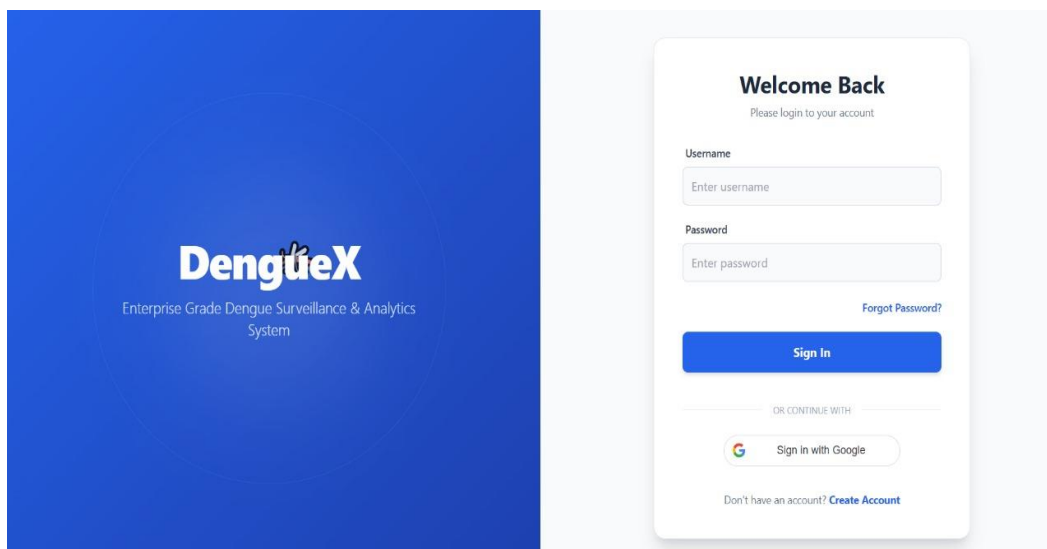 DengueX
Enterprise Grade Dengue Surveillance & Analytics
System
Welcome Back
Please login to your account
Username
Enter username
Password
Enter password
Forgot Password?
Sign In
OR CONTINUE WITH
Sign in with Google
Don't have an account? Create Account